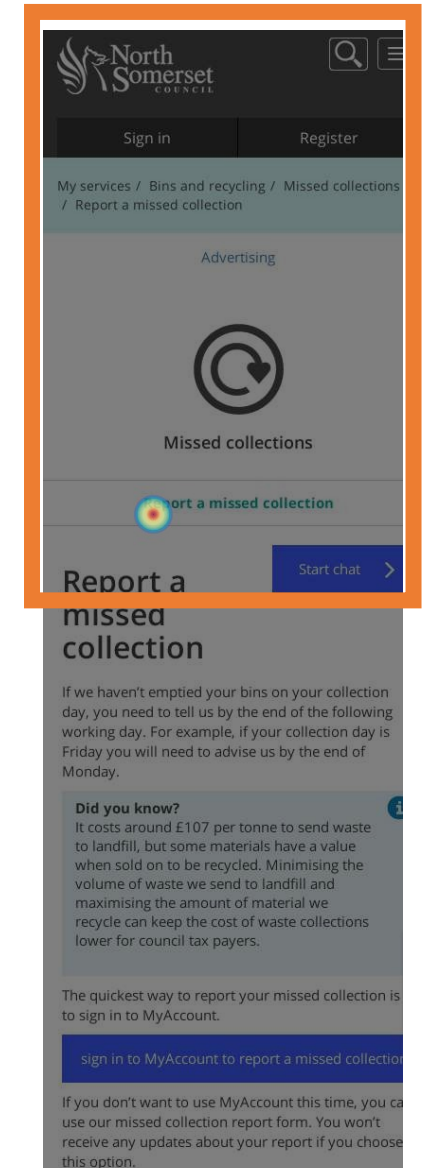 North
Somerset
COUNCIL
Sign in
Register
My services / Bins and recycling / Missed collections
/ Report a missed collection
Advertising
Missed collections
port a missed collection
Start chat
Report a
missed
collection
If we haven't emptied your bins on your collection
day, you need to tell us by the end of the following
working day. For example, if your collection day is
Friday you will need to advise us by the end of
Monday.
Did you know?
It costs around £107 per tonne to send waste
to landfill, but some materials have a value
when sold on to be recycled. Minimising the
volume of waste we send to landfill and
maximising the amount of material we
recycle can keep the cost of waste collections
lower for council tax payers.
The quickest way to report your missed collection is
to sign in to MyAccount.
sign in to MyAccount to report a missed collection
If you don't want to use MyAccount this time, you ca
use our missed collection report form. You won't
receive any updates about your report if you choose
this option.